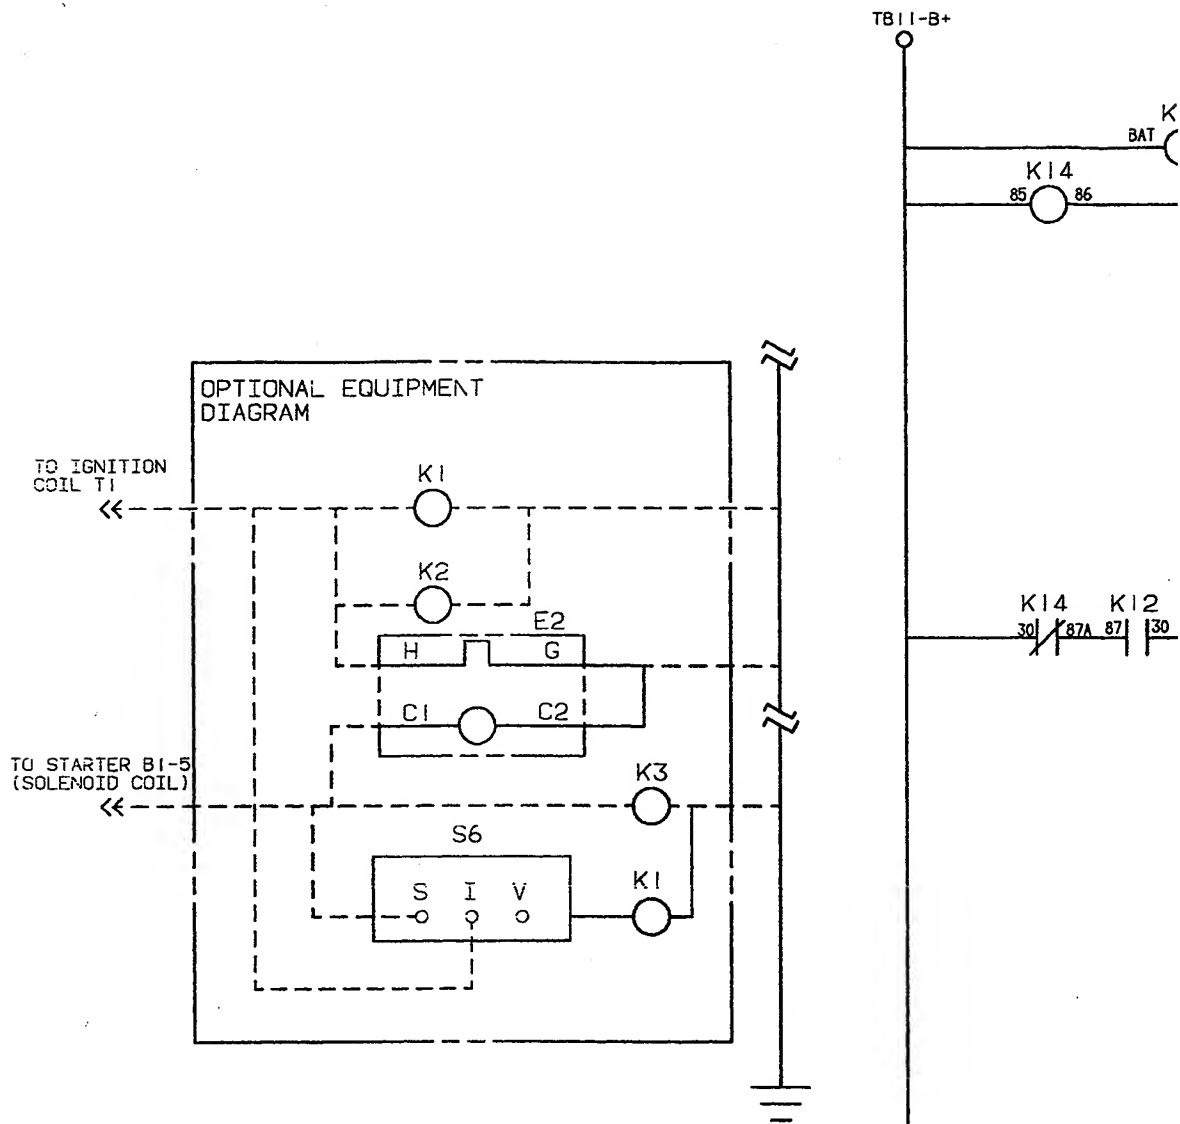 TB11-B+
K
BAT
K14
85 86
OPTIONAL EQUIPMENT
DIAGRAM
TO IGNITION
COIL T1
K1
K2
E2
H G
C1 C2
K14 K12
30 87A 87 30
TO STARTER B1-5
(SOLENOID COIL)
K3
S6
S I V
K1